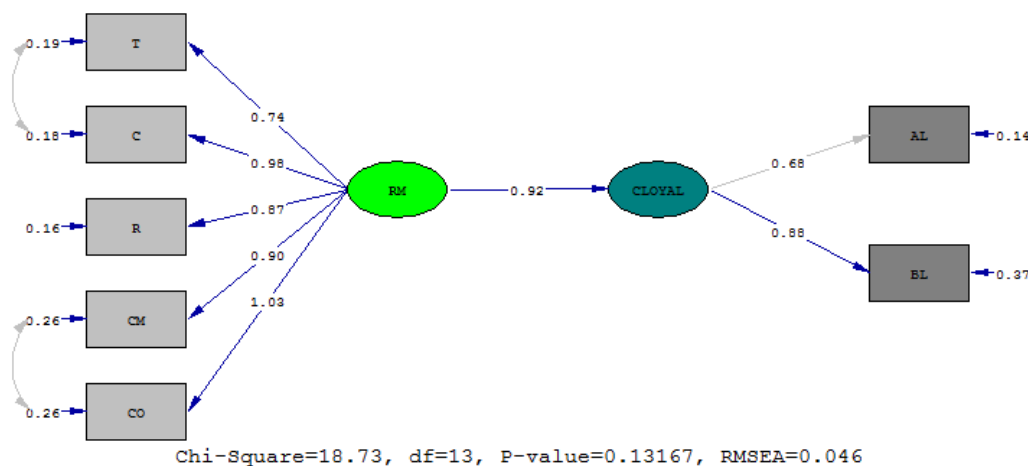 0.19 T
0.74
0.18 C
0.98
AL 0.14
0.68
RM 0.92 CLOYAL
0.87
0.16 R
0.90
0.88
BL 0.37
1.03
0.26 CM
0.26 CO
Chi-Square=18.73, df=13, P-value=0.13167, RMSEA=0.046